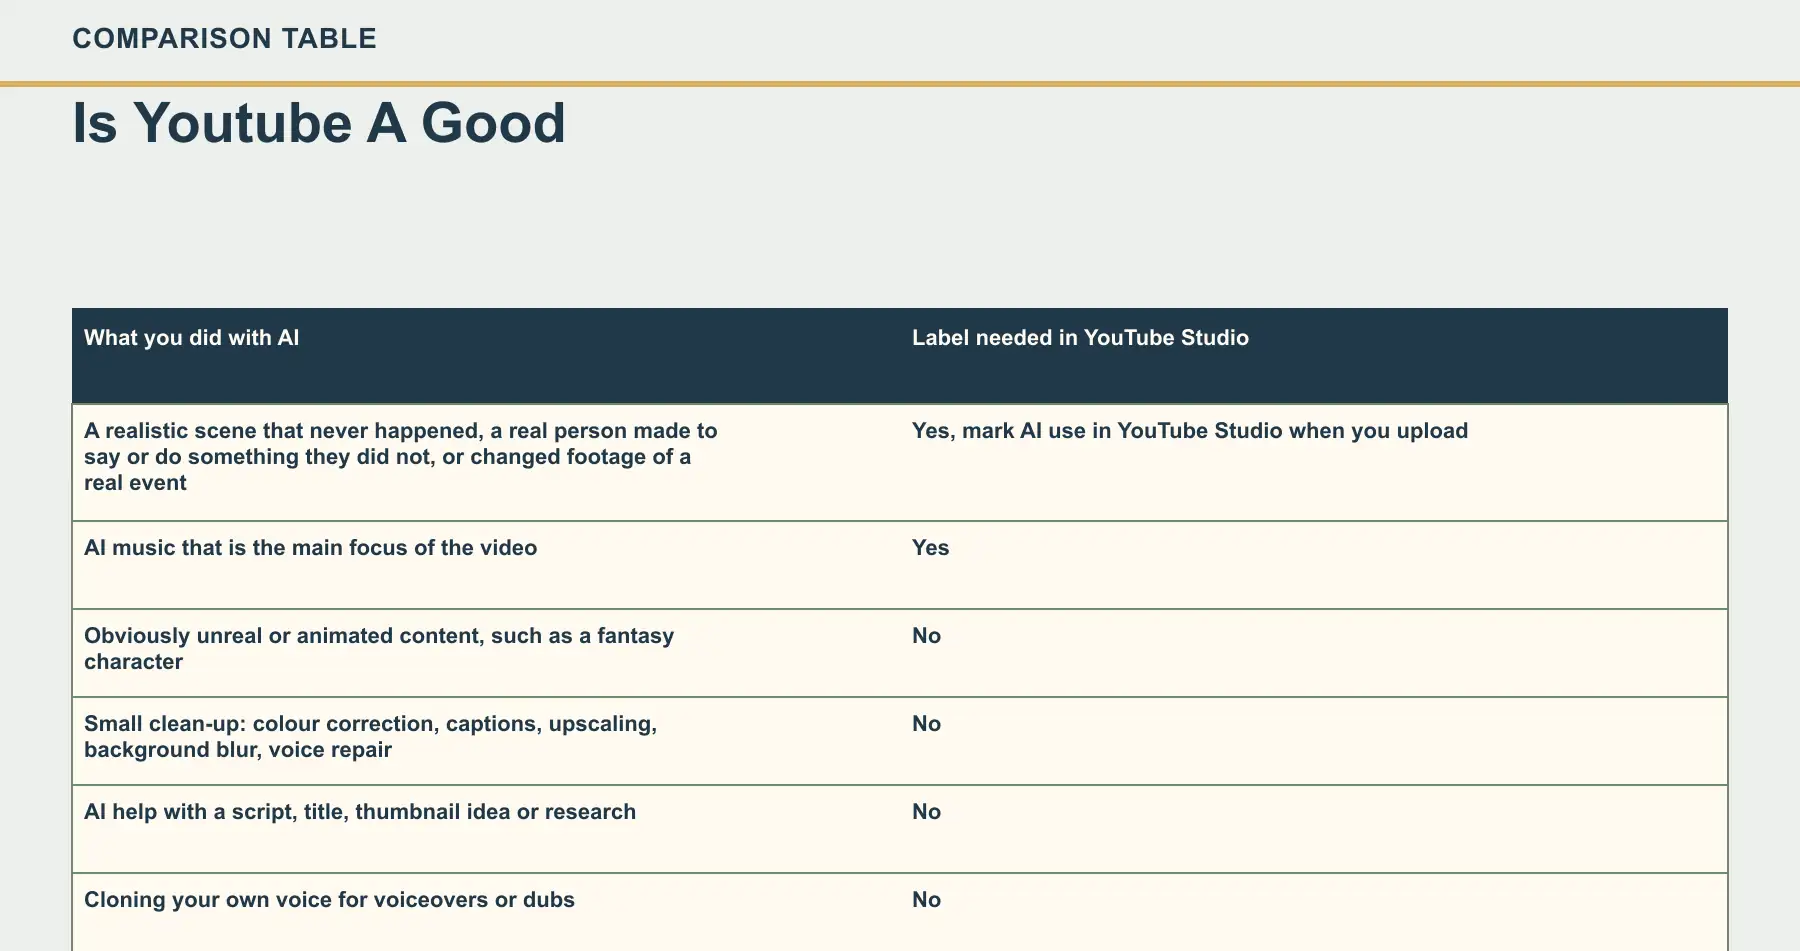 COMPARISON TABLE
Is Youtube A Good
What you did with AI
Label needed in YouTube Studio
A realistic scene that never happened, a real person made to
say or do something they did not, or changed footage of a
real event
Yes, mark AI use in YouTube Studio when you upload
AI music that is the main focus of the video
Yes
Obviously unreal or animated content, such as a fantasy
character
No
Small clean-up: colour correction, captions, upscaling,
background blur, voice repair
No
AI help with a script, title, thumbnail idea or research
No
Cloning your own voice for voiceovers or dubs
No